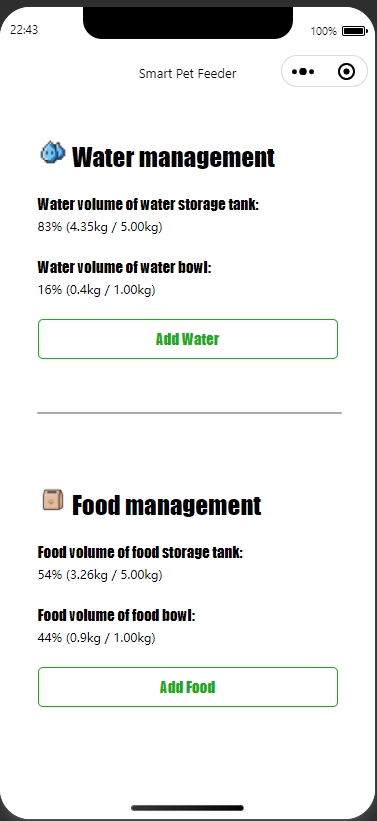 22:43
100%
Smart Pet Feeder
Water management
Water volume of water storage tank:
83% (4.35kg / 5.00kg)
Water volume of water bowl:
16% (0.4kg / 1.00kg)
Add Water
Food management
Food volume of food storage tank:
54% (3.26kg / 5.00kg)
Food volume of food bowl:
44% (0.9kg / 1.00kg)
Add Food